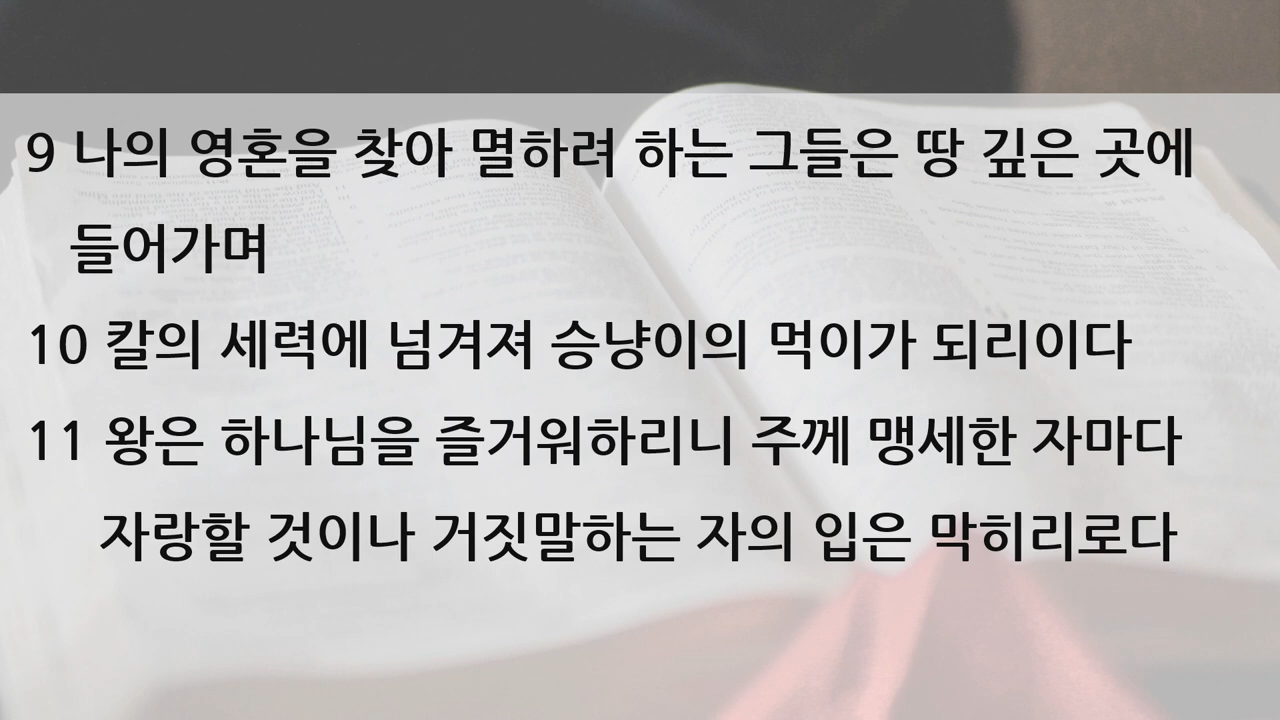 9 나의 영혼을 찾아 멸하려 하는 그들은 땅 깊은 곳에
들어가며
10 칼의 세력에 넘겨져 승냥이의 먹이가 되리이다
11 왕은 하나님을 즐거워하리니 주께 맹세한 자마다
자랑할 것이나 거짓말하는 자의 입은 막히리로다